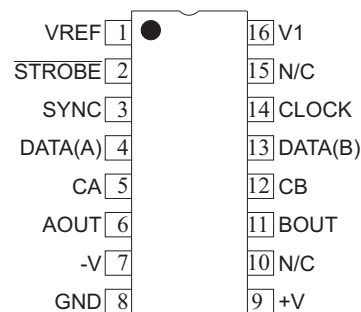 VREF 1 16 V1
STROBE 2 15 N/C
SYNC 3 14 CLOCK
DATA(A) 4 13 DATA(B)
CA 5 12 CB
AOUT 6 11 BOUT
-V 7 10 N/C
GND 8 9 +V